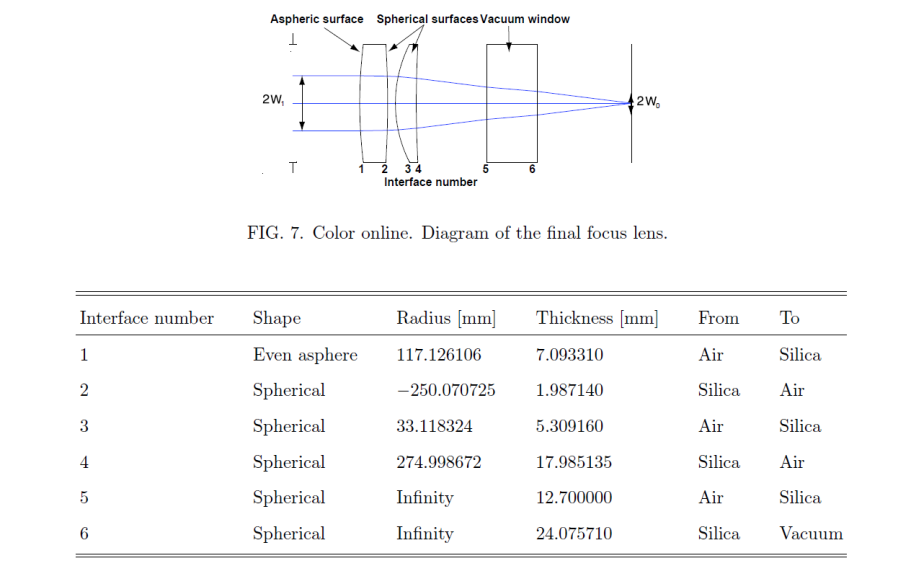 Aspheric surface Spherical surfaces Vacuum window
2W₁ 2W₀
1 2 3 4 5 6
Interface number
FIG. 7. Color online. Diagram of the final focus lens.
Interface number Shape Radius [mm] Thickness [mm] From To
1 Even asphere 117.126106 7.093310 Air Silica
2 Spherical −250.070725 1.987140 Silica Air
3 Spherical 33.118324 5.309160 Air Silica
4 Spherical 274.998672 17.985135 Silica Air
5 Spherical Infinity 12.700000 Air Silica
6 Spherical Infinity 24.075710 Silica Vacuum